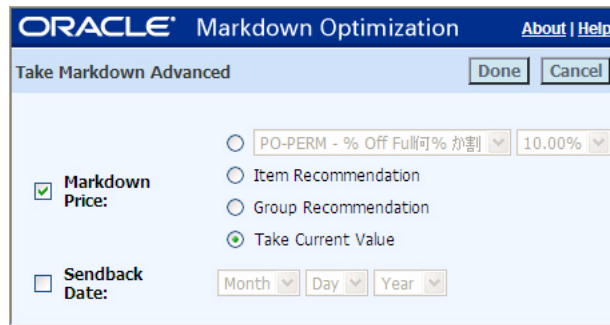 ORACLE® Markdown Optimization About | Help
Take Markdown Advanced Done Cancel
PO-PERM - % Off Full何% か割 10.00%
Markdown Price:
Item Recommendation
Group Recommendation
Take Current Value
Sendback Date:
Month Day Year